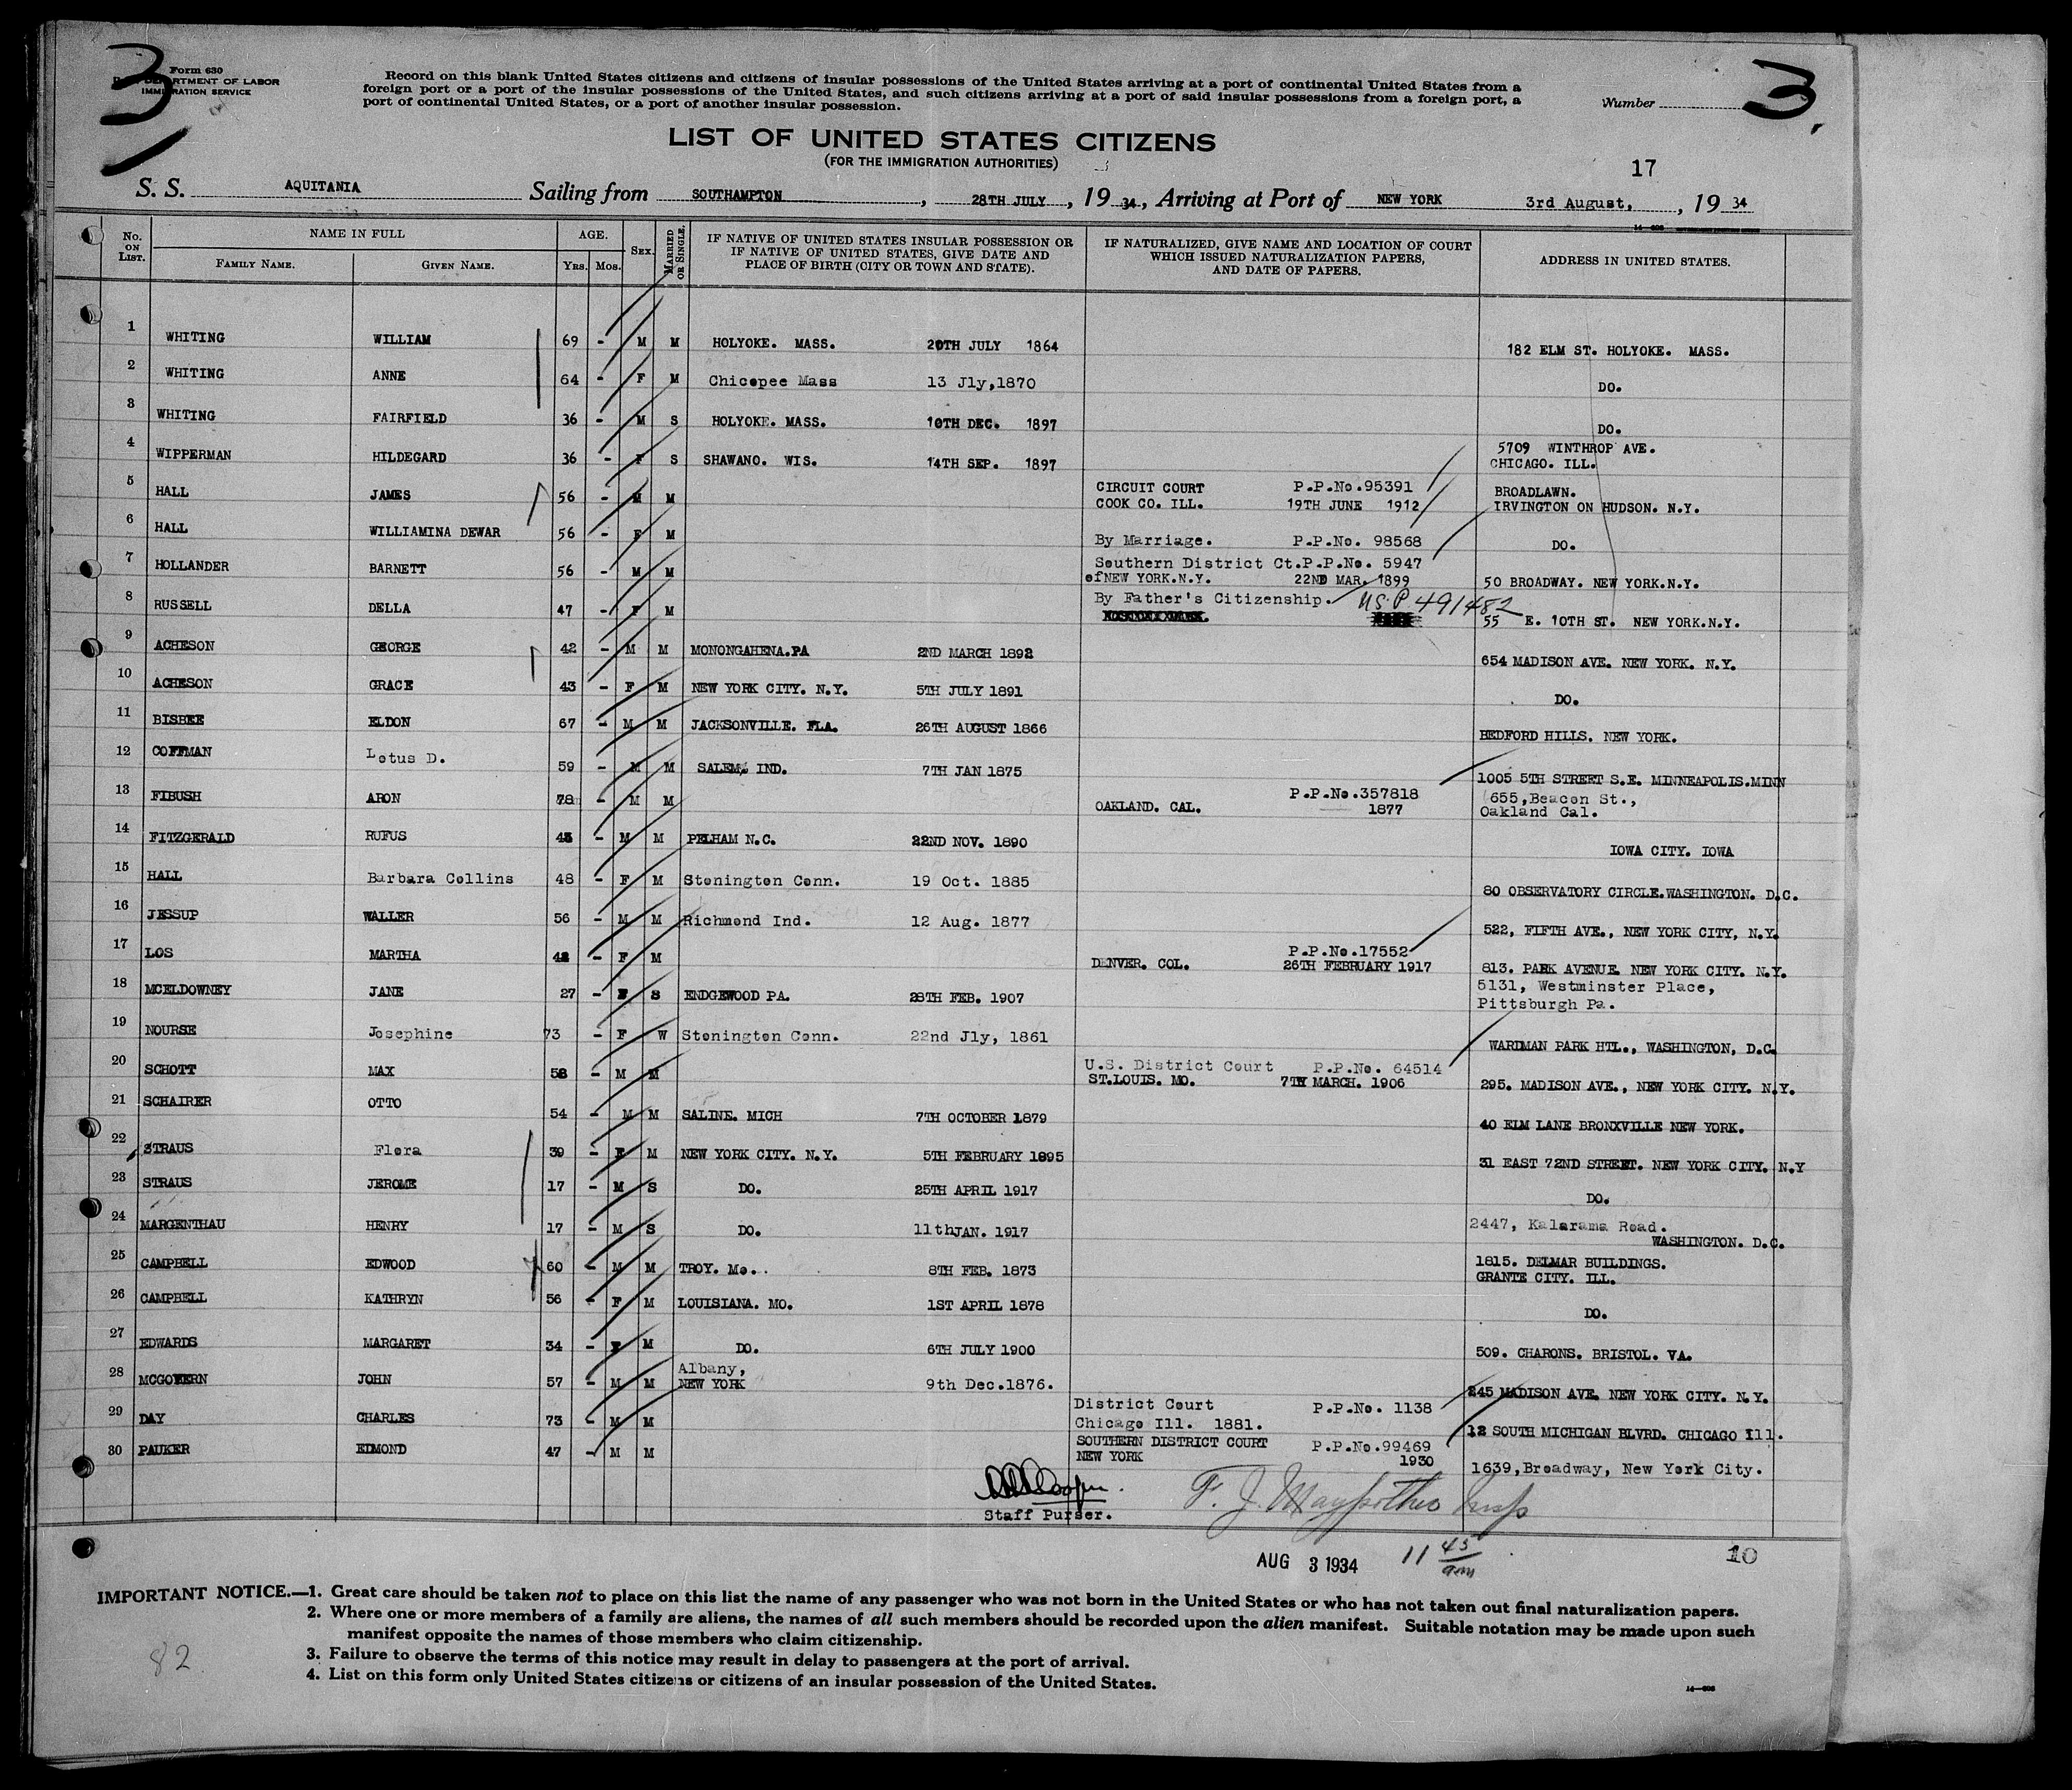 3
Form 630
DEPARTMENT OF LABOR
IMMIGRATION SERVICE
Record on this blank United States citizens and citizens of insular possessions of the United States arriving at a port of continental United States from a
foreign port or a port of the insular possessions of the United States, and such citizens arriving at a port of said insular possessions from a foreign port, a
port of continental United States, or a port of another insular possession.
Number 3,
LIST OF UNITED STATES CITIZENS
(FOR THE IMMIGRATION AUTHORITIES)
17
S. S. AQUITANIA Sailing from SOUTHAMPTON, 28TH JULY, 19 34, Arriving at Port of NEW YORK 3rd August, , 19 34
No. ON LIST. NAME IN FULL FAMILY NAME. GIVEN NAME. AGE. YRS. MOS. SEX. MARRIED OR SINGLE. IF NATIVE OF UNITED STATES INSULAR POSSESSION OR IF NATIVE OF UNITED STATES, GIVE DATE AND PLACE OF BIRTH (CITY OR TOWN AND STATE). IF NATURALIZED, GIVE NAME AND LOCATION OF COURT WHICH ISSUED NATURALIZATION PAPERS, AND DATE OF PAPERS. ADDRESS IN UNITED STATES.
1 WHITING WILLIAM 69 - M M HOLYOKE. MASS. 20TH JULY 1864 182 ELM ST. HOLYOKE. MASS.
2 WHITING ANNE 64 - F M Chicopee Mass 13 Jly,1870 DO.
3 WHITING FAIRFIELD 36 - M S HOLYOKE. MASS. 10TH DEC. 1897 DO.
4 WIPPERMAN HILDEGARD 36 - F S SHAWANO. WIS. 14TH SEP. 1897 5709 WINTHROP AVE.
CHICAGO. ILL.
5 HALL JAMES 56 - M M CIRCUIT COURT P.P.No.95391 BROADLAWN.
COOK CO. ILL. 19TH JUNE 1912 IRVINGTON ON HUDSON. N.Y.
6 HALL WILLIAMINA DEWAR 56 - F M By Marriage. P.P.No. 98568 DO.
7 HOLLANDER BARNETT 56 - M M Southern District Ct.P.P.No. 5947
of NEW YORK.N.Y. 22ND MAR. 1899 50 BROADWAY. NEW YORK.N.Y.
8 RUSSELL DELLA 47 - F M By Father's Citizenship. U.S.P 491482
55 E. 10TH ST. NEW YORK.N.Y.
9 ACHESON GEORGE 42 - M M MONONGAHENA.PA 2ND MARCH 1892 654 MADISON AVE. NEW YORK. N.Y.
10 ACHESON GRACE 43 - F M NEW YORK CITY. N.Y. 5TH JULY 1891 DO.
11 BISBEE ELDON 67 - M M JACKSONVILLE. FLA. 26TH AUGUST 1866 BEDFORD HILLS. NEW YORK.
12 COFFMAN Lotus D. 59 - M M SALEM, IND. 7TH JAN 1875 1005 5TH STREET S.E. MINNEAPOLIS.MINN
13 FIBUSH ARON 78 - M M OAKLAND. CAL. P.P.No.357818
1877 655,Beacon St.,
Oakland Cal.
14 FITZGERALD RUFUS 43 - M M PELHAM N.C. 22ND NOV. 1890 IOWA CITY. IOWA
15 HALL Barbara Collins 48 - F M Stonington Conn. 19 Oct. 1885 80 OBSERVATORY CIRCLE.WASHINGTON. D.C.
16 JESSUP WALLER 56 - M M Richmond Ind. 12 Aug. 1877 522, FIFTH AVE., NEW YORK CITY, N.Y.
17 LOS MARTHA 42 - F M DENVER. COL. P.P.No.17552
26TH FEBRUARY 1917 813. PARK AVENUE. NEW YORK CITY. N.Y.
18 MCELDOWNEY JANE 27 - F S ENDGEWOOD PA. 28TH FEB. 1907 5131, Westminster Place,
Pittsburgh Pa.
19 NOURSE Josephine 73 - F W Stonington Conn. 22nd Jly, 1861 WARDMAN PARK HTL., WASHINGTON, D.C.
20 SCHOTT MAX 58 - M M U.S. District Court P.P.No. 64514
ST.LOUIS. MO. 7TH MARCH. 1906 295. MADISON AVE., NEW YORK CITY. N.Y.
21 SCHAIRER OTTO 54 - M M SALINE. MICH 7TH OCTOBER 1879 40 ELM LANE BRONXVILLE NEW YORK.
22 STRAUS Flora 39 - F M NEW YORK CITY. N.Y. 5TH FEBRUARY 1895 31 EAST 72ND STREET. NEW YORK CITY. N.Y
23 STRAUS JEROME 17 - M S DO. 25TH APRIL 1917 DO.
24 MARGENTHAU HENRY 17 - M S DO. 11thJAN. 1917 2447, Kalarama Road.
WASHINGTON. D.C.
25 CAMPBELL EDWOOD 60 - M M TROY. Mo. 8TH FEB. 1873 1815. DELMAR BUILDINGS.
GRANTE CITY. ILL.
26 CAMPBELL KATHRYN 56 - F M LOUISIANA. MO. 1ST APRIL 1878 DO.
27 EDWARDS MARGARET 34 - F M DO. 6TH JULY 1900 509. CHARONS. BRISTOL. VA.
28 MCGOVERN JOHN 57 - M M Albany,
NEW YORK 9th Dec.1876. 245 MADISON AVE. NEW YORK CITY. N.Y.
29 DAY CHARLES 73 - M M District Court P.P.No. 1138
Chicago Ill. 1881. 12 SOUTH MICHIGAN BLVRD. CHICAGO Ill.
30 PAUKER EDMOND 47 - M M SOUTHERN DISTRICT COURT P.P.No.99469
NEW YORK 1930 1639,Broadway, New York City.
Staff Purser.
AUG 3 1934 11 45 am
10
IMPORTANT NOTICE.—1. Great care should be taken not to place on this list the name of any passenger who was not born in the United States or who has not taken out final naturalization papers.
2. Where one or more members of a family are aliens, the names of all such members should be recorded upon the alien manifest. Suitable notation may be made upon such
manifest opposite the names of those members who claim citizenship.
3. Failure to observe the terms of this notice may result in delay to passengers at the port of arrival.
4. List on this form only United States citizens or citizens of an insular possession of the United States.
82